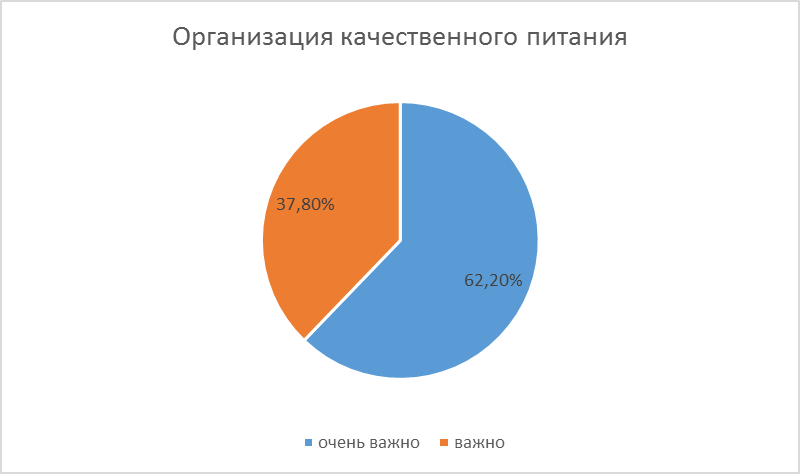 Организация качественного питания
37,80%
62,20%
очень важно
важно